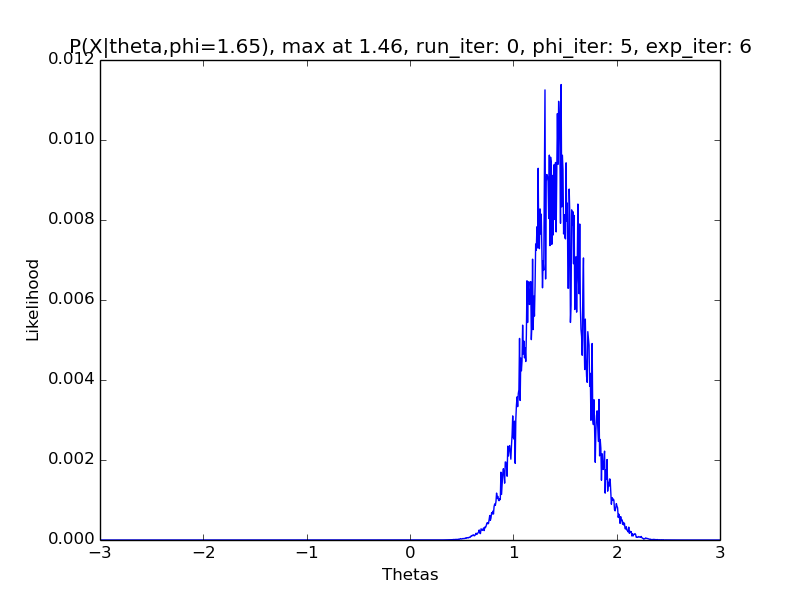 P(X|theta,phi=1.65), max at 1.46, run_iter: 0, phi_iter: 5, exp_iter: 6
0.012
0.010
0.008
0.006
0.004
0.002
0.000
Likelihood
−3 −2 −1 0 1 2 3
Thetas